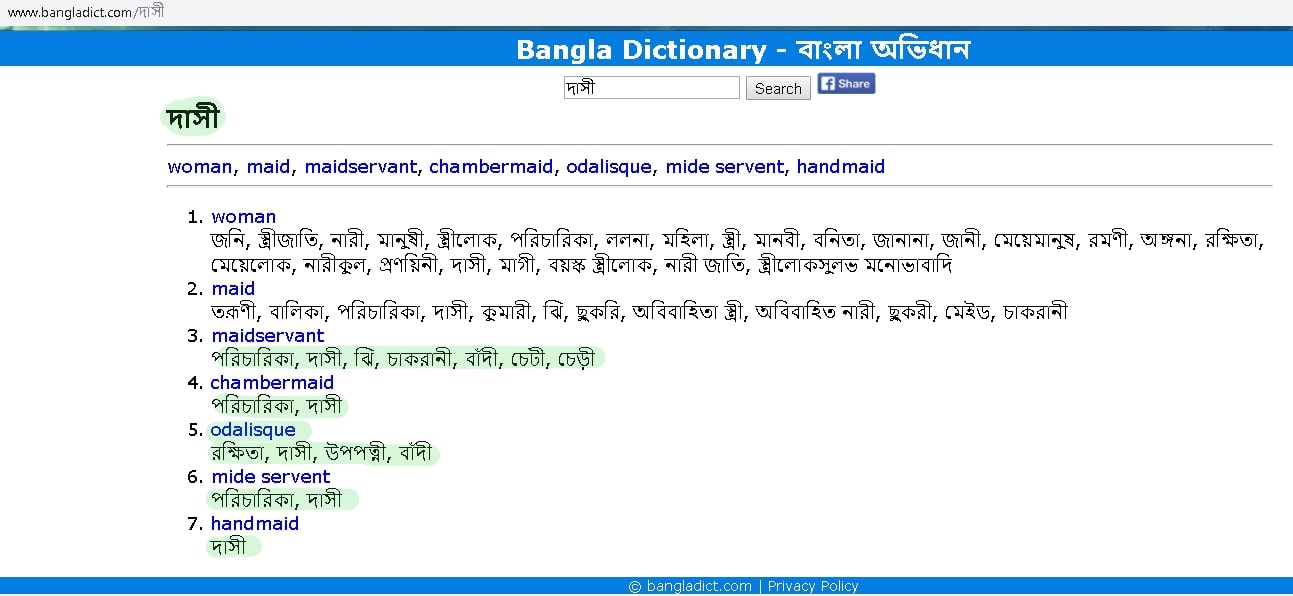 www.bangladict.com/দাসী
Bangla Dictionary - বাংলা অভিধান
দাসী Search Share
দাসী
woman, maid, maidservant, chambermaid, odalisque, mide servent, handmaid
1. woman
জনি, স্ত্রীজাতি, নারী, মানুষী, স্ত্রীলোক, পরিচারিকা, ললনা, মহিলা, স্ত্রী, মানবী, বনিতা, জানানা, জানী, মেয়েমানুষ, রমণী, অঙ্গনা, রক্ষিতা,
মেয়েলোক, নারীকুল, প্রণয়িনী, দাসী, মাগী, বয়স্ক স্ত্রীলোক, নারী জাতি, স্ত্রীলোকসুলভ মনোভাবাদি
2. maid
তরূণী, বালিকা, পরিচারিকা, দাসী, কুমারী, ঝি, ছুকরি, অবিবাহিতা স্ত্রী, অবিবাহিত নারী, ছুকরী, মেইড, চাকরানী
3. maidservant
পরিচারিকা, দাসী, ঝি, চাকরানী, বাঁদী, চেটী, চেড়ী
4. chambermaid
পরিচারিকা, দাসী
5. odalisque
রক্ষিতা, দাসী, উপপত্নী, বাঁদী
6. mide servent
পরিচারিকা, দাসী
7. handmaid
দাসী
© bangladict.com | Privacy Policy